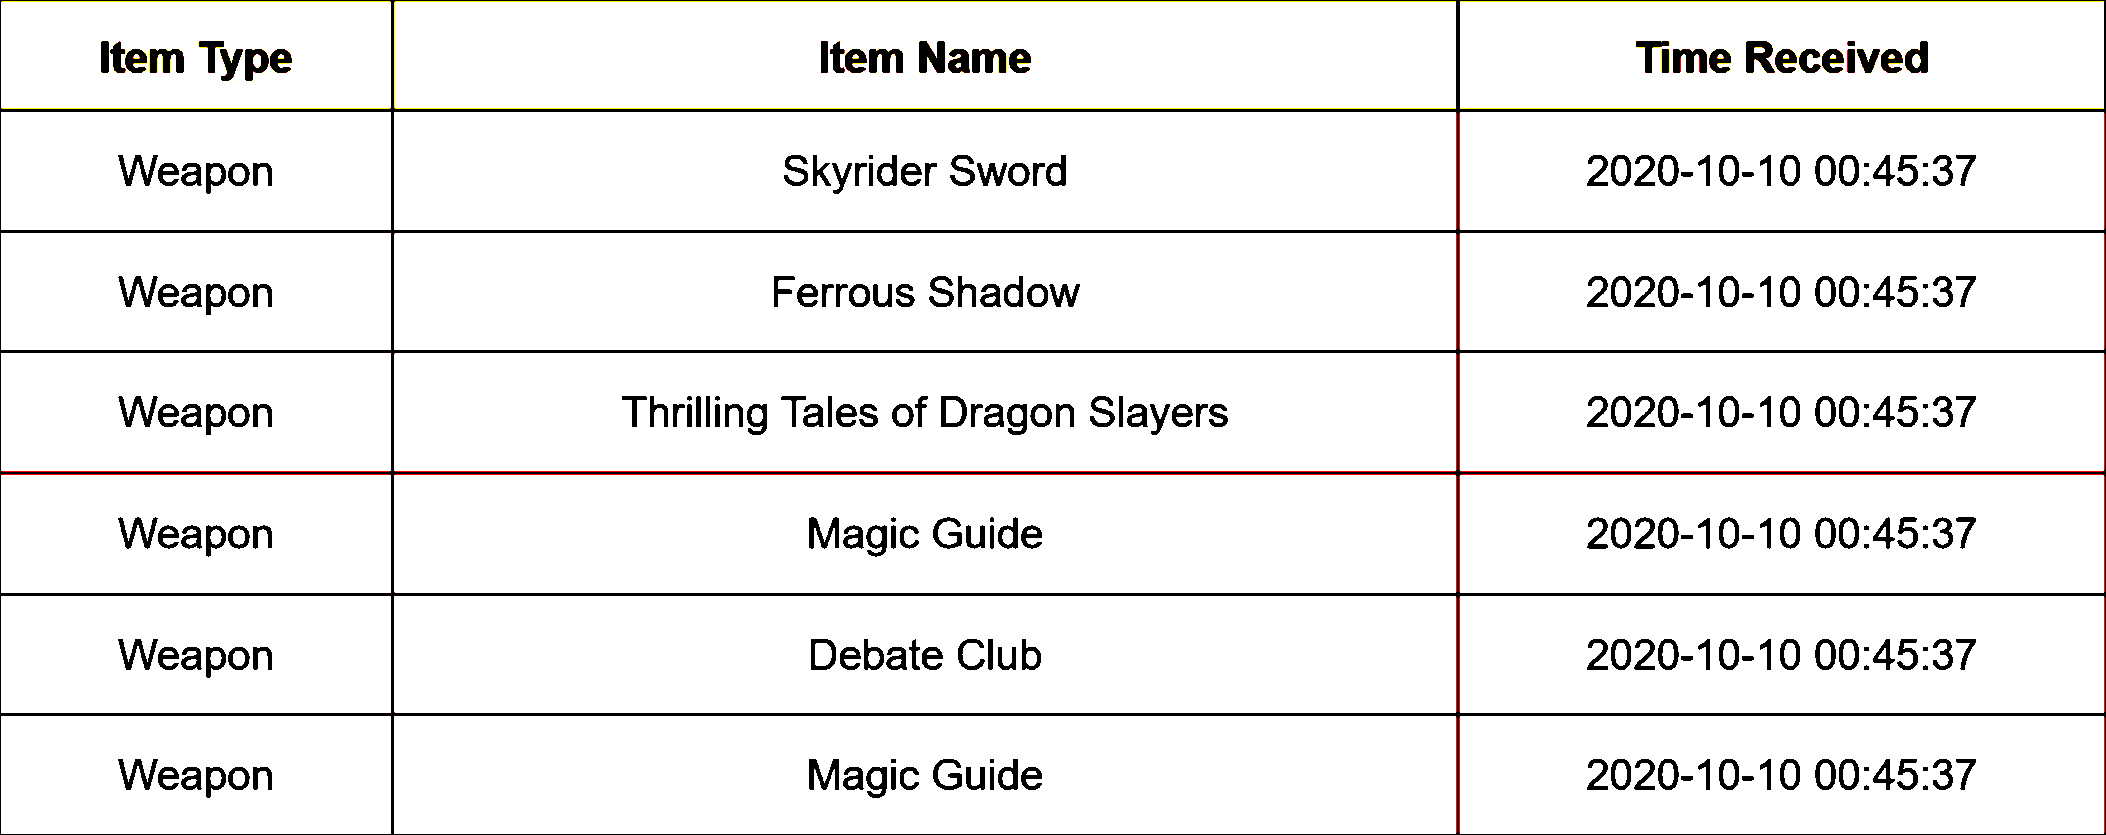 Item Type Item Name Time Received
Weapon Skyrider Sword 2020-10-10 00:45:37
Weapon Ferrous Shadow 2020-10-10 00:45:37
Weapon Thrilling Tales of Dragon Slayers 2020-10-10 00:45:37
Weapon Magic Guide 2020-10-10 00:45:37
Weapon Debate Club 2020-10-10 00:45:37
Weapon Magic Guide 2020-10-10 00:45:37